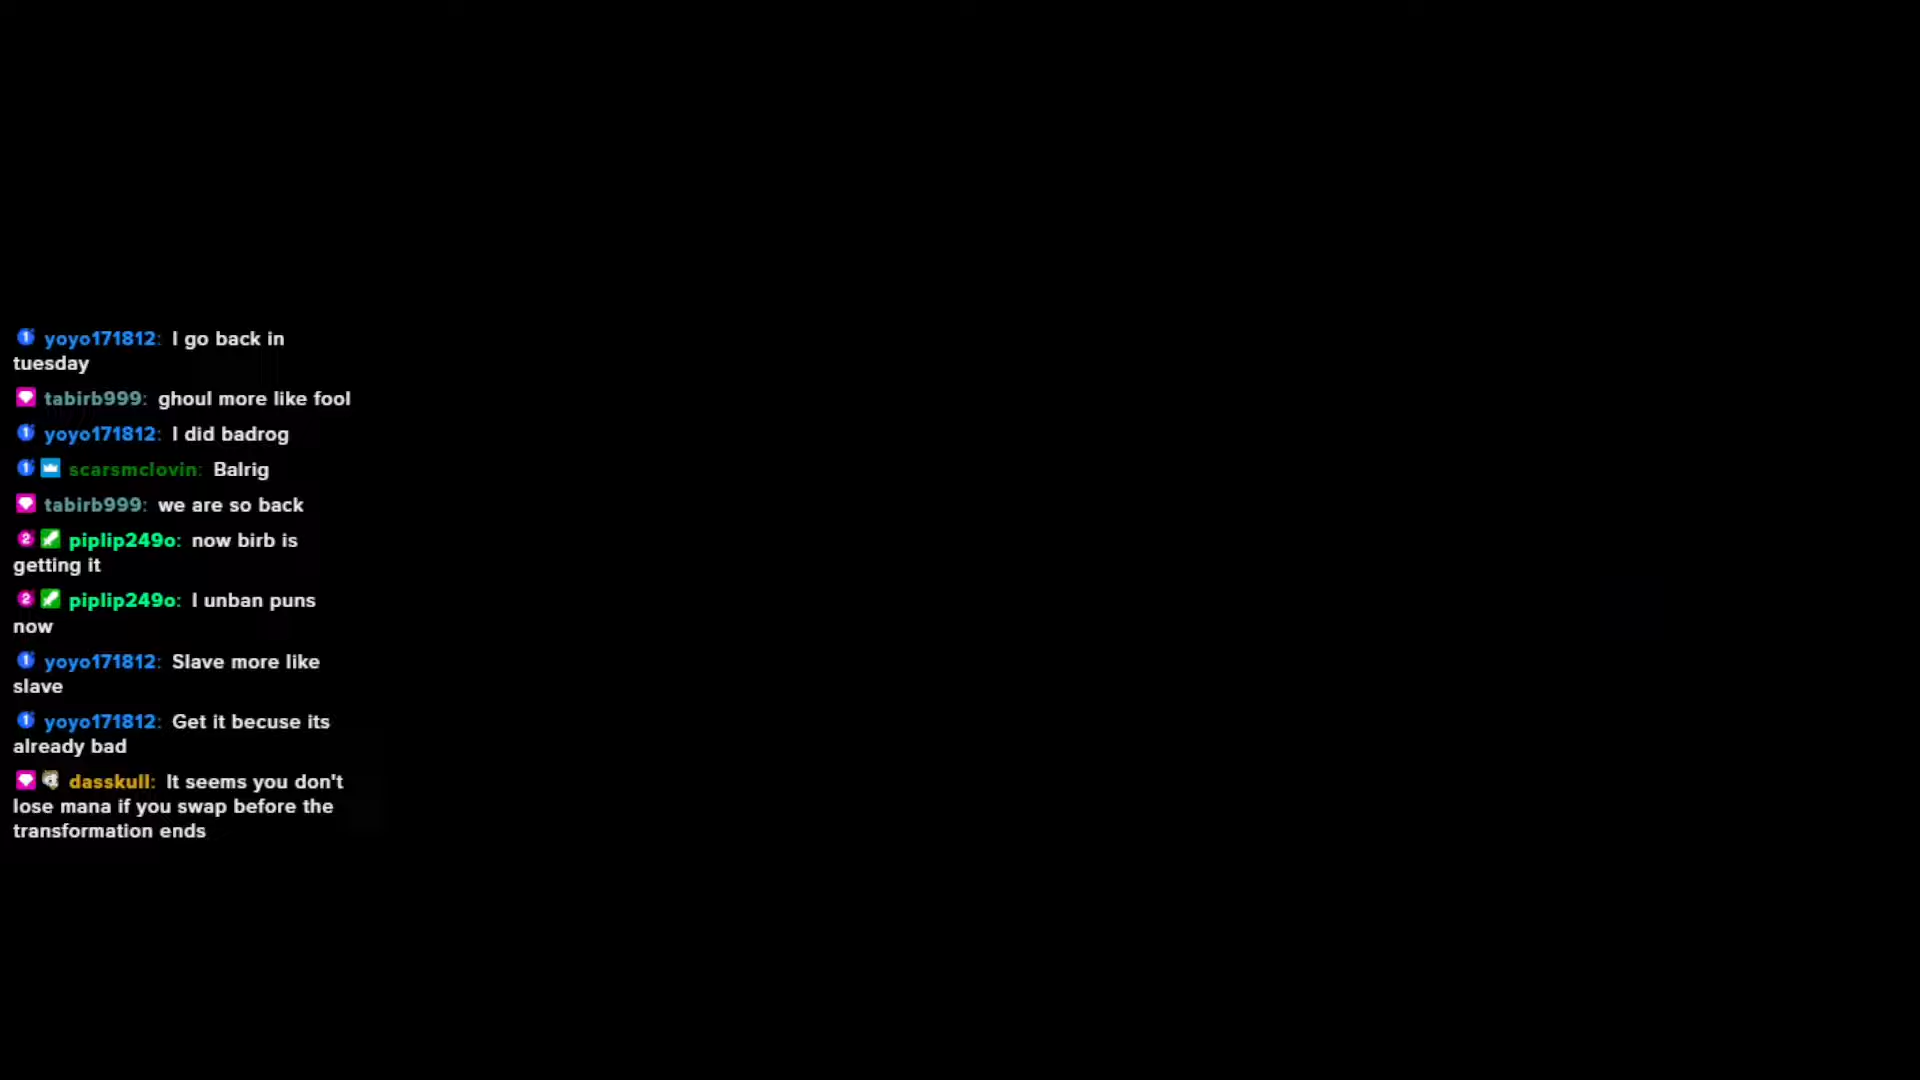 yoyo171812: I go back in
tuesday
tabirb999: ghoul more like fool
yoyo171812: I did badrog
scarsmclovin: Balrig
tabirb999: we are so back
piplip249o: now birb is
getting it
piplip249o: I unban puns
now
yoyo171812: Slave more like
slave
yoyo171812: Get it becuse its
already bad
dasskull: It seems you don't
lose mana if you swap before the
transformation ends